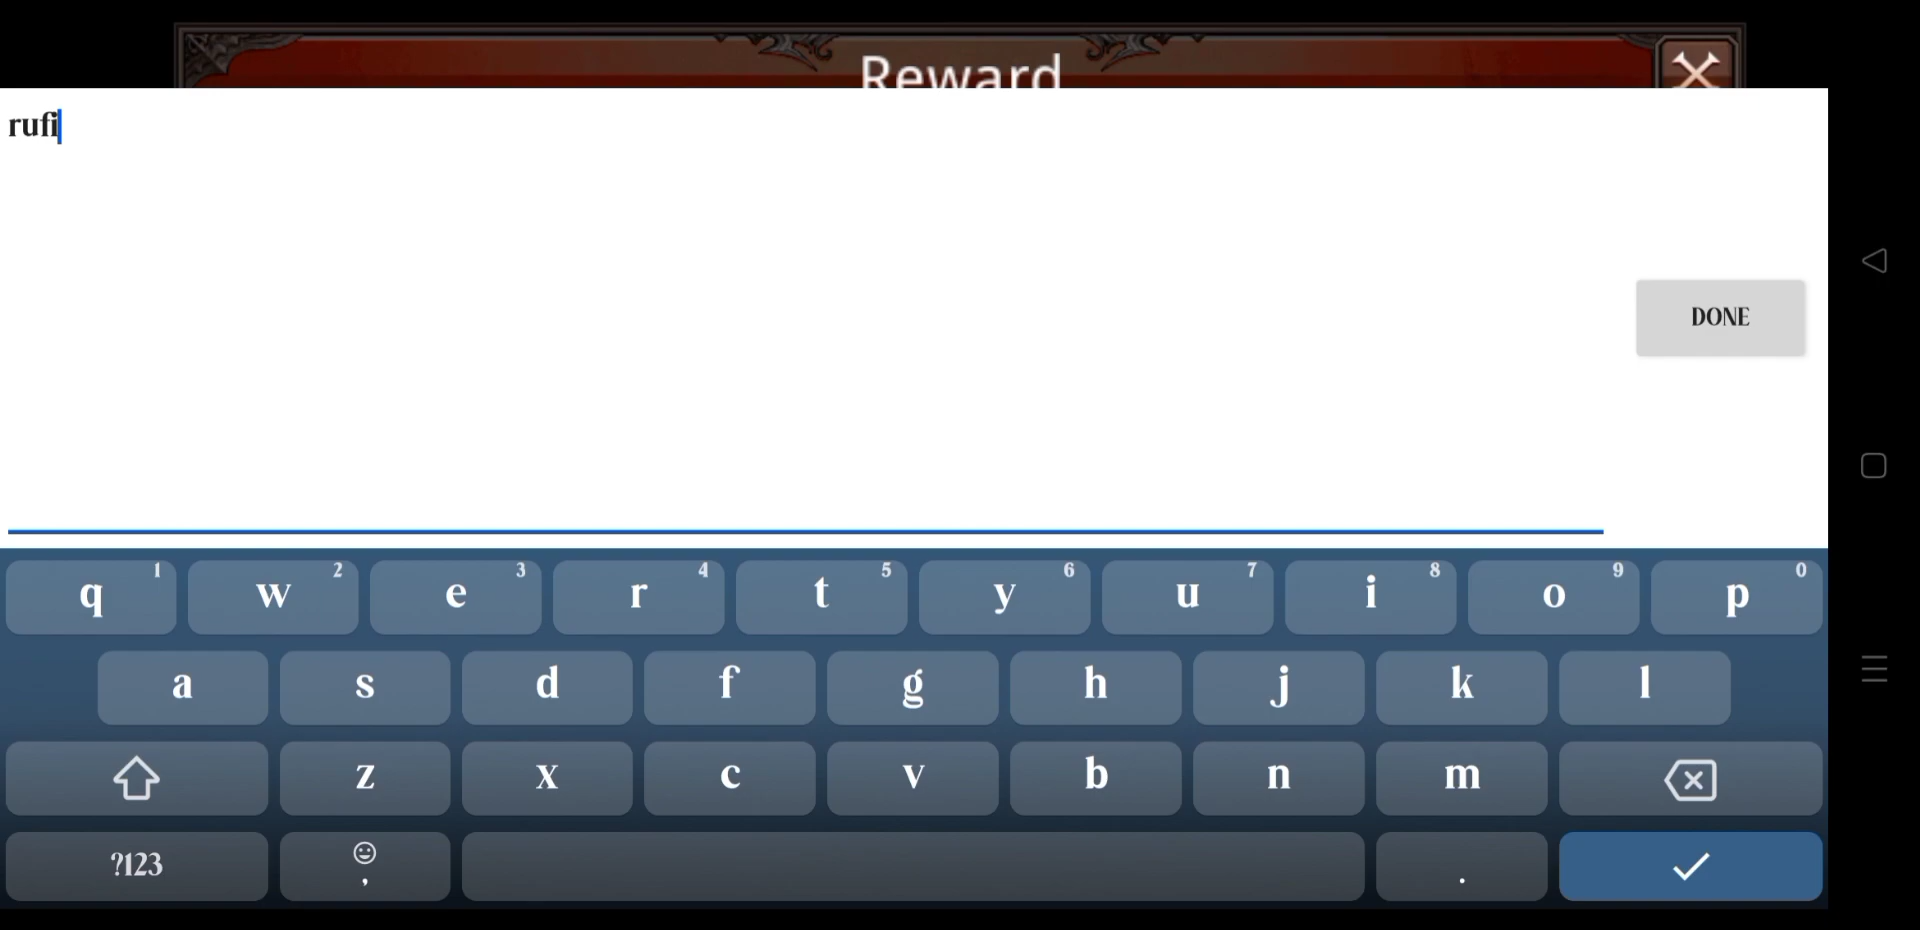 Reward
rufi
DONE
q 1 w 2 e 3 r 4 t 5 y 6 u 7 i 8 o 9 p 0
a s d f g h j k l
z x c v b n m
?123 , .